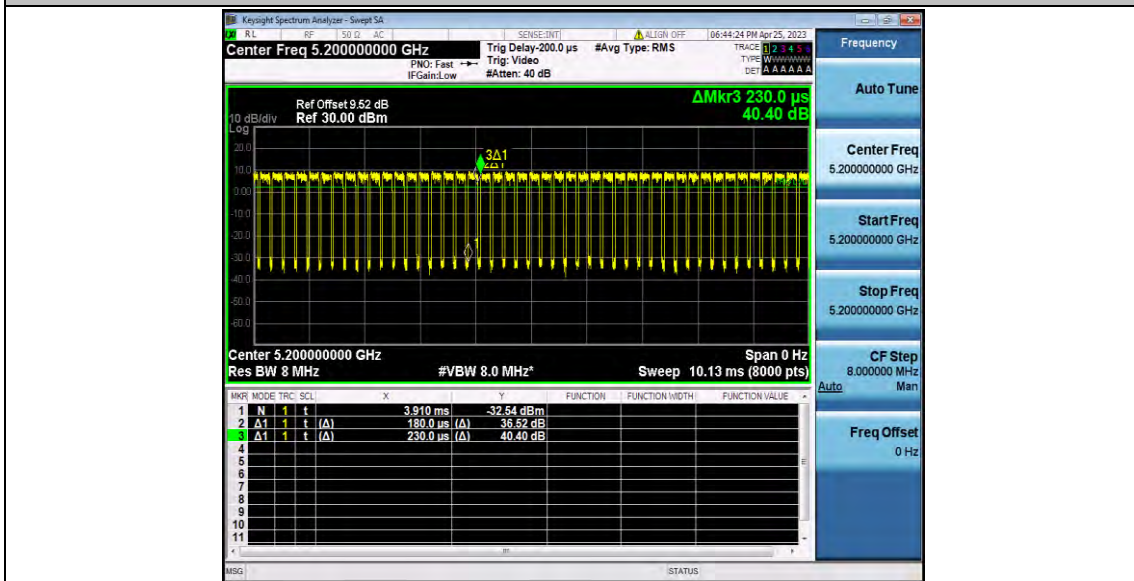 Keysight Spectrum Analyzer - Swept SA
RL RF 50 Ω AC SENSE:INT ALIGN OFF 06:44:24 PM Apr 25, 2023
Center Freq 5.200000000 GHz
PNO: Fast
IFGain:Low
Trig Delay-200.0 µs
Trig: Video
#Atten: 40 dB
#Avg Type: RMS
TRACE 1 2 3 4 5 6
TYPE W
DET A A A A A A
Ref Offset 9.52 dB
10 dB/div Ref 30.00 dBm
Log
ΔMkr3 230.0 µs
40.40 dB
20.0
10.0
0.00
-10.0
-20.0
-30.0
-40.0
-50.0
-60.0
3Δ1
2Δ1
1
Center 5.200000000 GHz Span 0 Hz
Res BW 8 MHz #VBW 8.0 MHz* Sweep 10.13 ms (8000 pts)
MKR MODE TRC SCL X Y FUNCTION FUNCTION WIDTH FUNCTION VALUE
1 N 1 t 3.910 ms -32.54 dBm
2 Δ1 1 t (Δ) 180.0 µs (Δ) 36.52 dB
3 Δ1 1 t (Δ) 230.0 µs (Δ) 40.40 dB
4
5
6
7
8
9
10
11
MSG STATUS
Frequency
Auto Tune
Center Freq
5.200000000 GHz
Start Freq
5.200000000 GHz
Stop Freq
5.200000000 GHz
CF Step
8.000000 MHz
Auto Man
Freq Offset
0 Hz